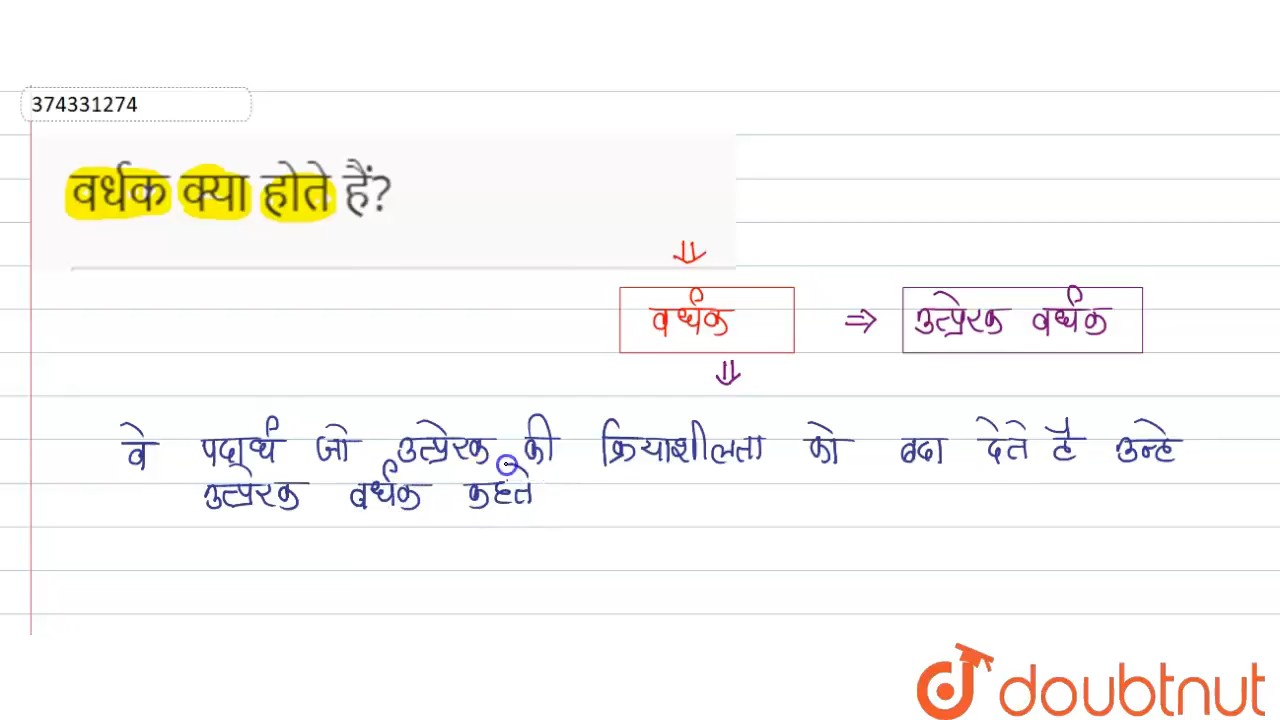 374331274
वर्धक क्या होते हैं?
वर्धक ⇒ उत्प्रेरक वर्धक
वे पदार्थ जो उत्प्रेरक की क्रियाशीलता को बढा देते है उन्हे
उत्प्रेरक वर्धक कहते
doubtnut